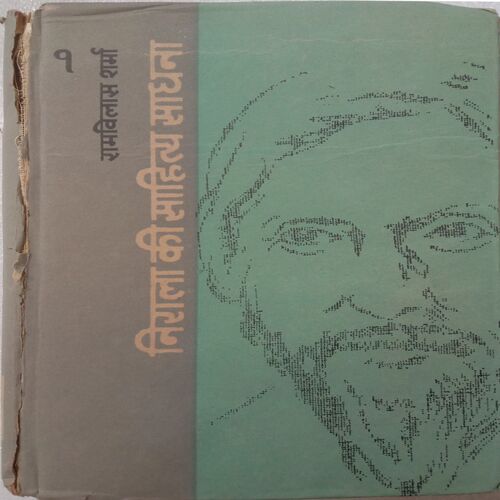 १
रामविलास शर्मा
निराला की साहित्य साधना